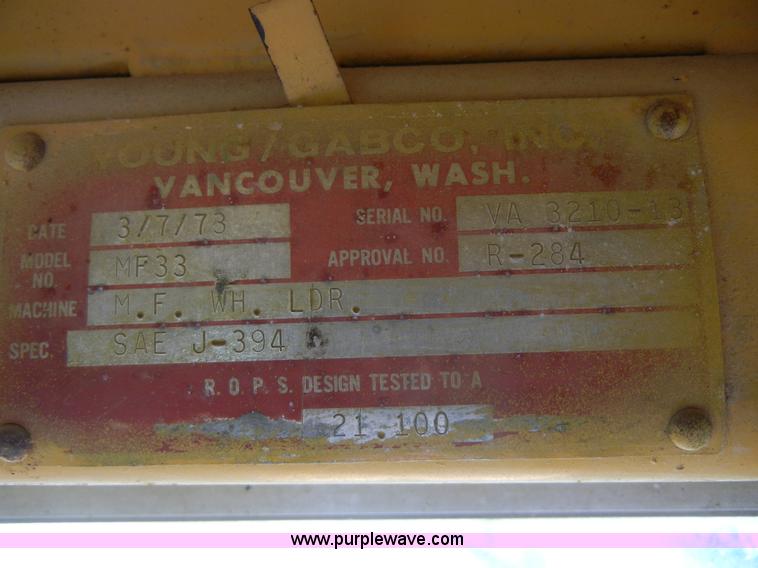 YOUNG/GABCO, INC.
VANCOUVER, WASH.
DATE 3/7/73 SERIAL NO. VA 3210-13
MODEL NO. MF33 APPROVAL NO. R-284
MACHINE M.F. WH. LDR.
SPEC. SAE J-394
R.O.P.S. DESIGN TESTED TO A
21.100
www.purplewave.com